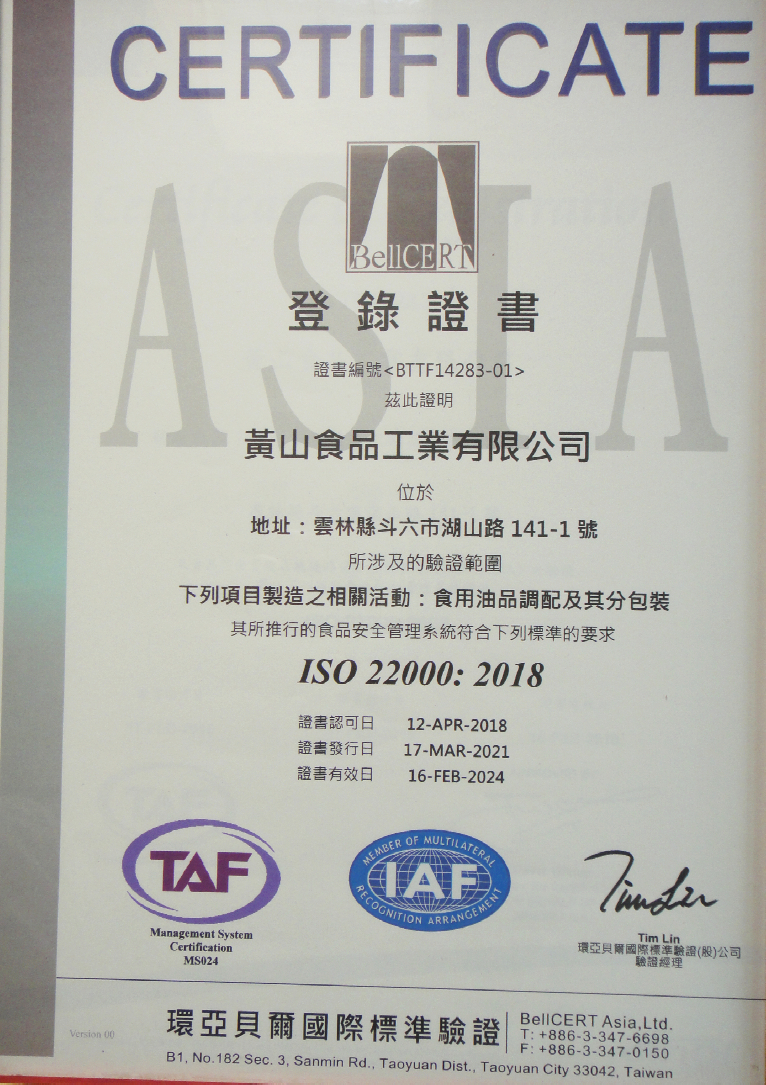 CERTIFICATE
ASIA
BellCERT
登錄證書
證書編號<BTTF14283-01>
茲此證明
黃山食品工業有限公司
位於
地址：雲林縣斗六市湖山路 141-1 號
所涉及的驗證範圍
下列項目製造之相關活動：食用油品調配及其分包裝
其所推行的食品安全管理系統符合下列標準的要求
ISO 22000: 2018
證書認可日 12-APR-2018
證書發行日 17-MAR-2021
證書有效日 16-FEB-2024
TAF
Management System
Certification
MS024
MEMBER OF MULTILATERAL
IAF
RECOGNITION ARRANGEMENT
Tim Lin
Tim Lin
環亞貝爾國際標準驗證(股)公司
驗證經理
Version 00
環亞貝爾國際標準驗證
BellCERT Asia,Ltd.
T: +886-3-347-6698
F: +886-3-347-0150
B1, No.182 Sec. 3, Sanmin Rd., Taoyuan Dist., Taoyuan City 33042, Taiwan